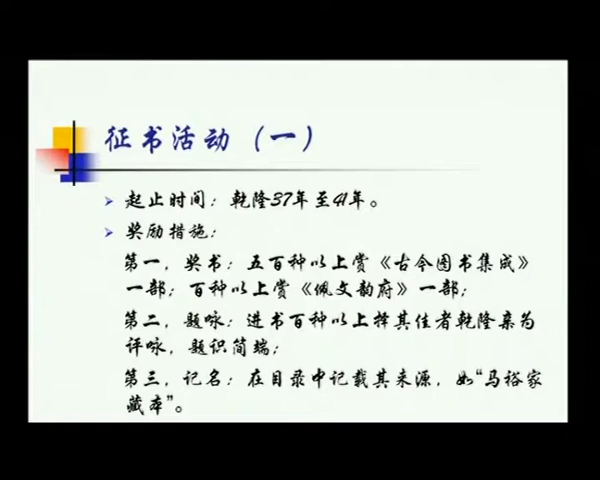 征书活动（一）
起止时间：乾隆37年至41年。
奖励措施：
第一，奖书：五百种以上赏《古今图书集成》
一部；百种以上赏《佩文韵府》一部；
第二，题咏：进书百种以上择其佳者乾隆亲为
评咏，题识简端；
第三，记名：在目录中记载其来源，如“马裕家
藏本”。